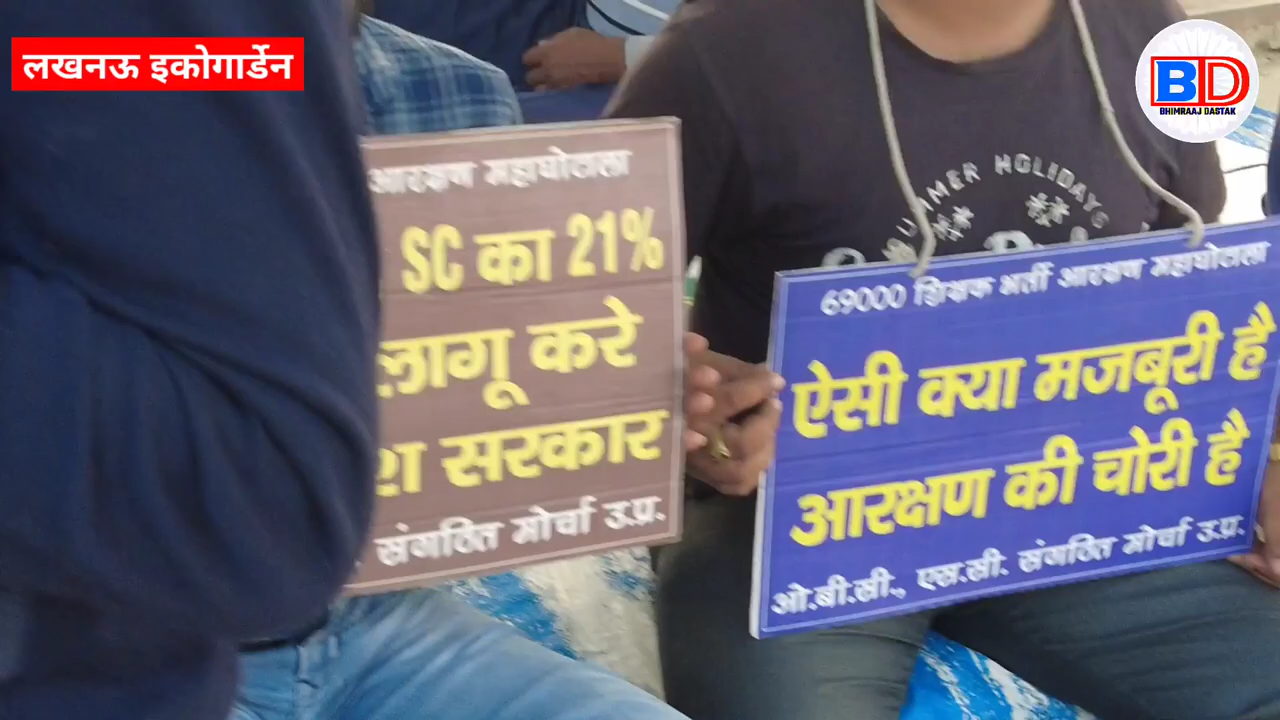 लखनऊ इकोगार्डेन
BD
BHIMRAAJ DASTAK
आरक्षण महाघोटाला
SC का 21%
लागू करे
सरकार
संगठित मोर्चा उ.प्र.
SUMMER HOLIDAYS
69000 शिक्षक भर्ती आरक्षण महाघोटाला
ऐसी क्या मजबूरी है
आरक्षण की चोरी है
ओ.बी.सी., एस.सी. संगठित मोर्चा उ.प्र.